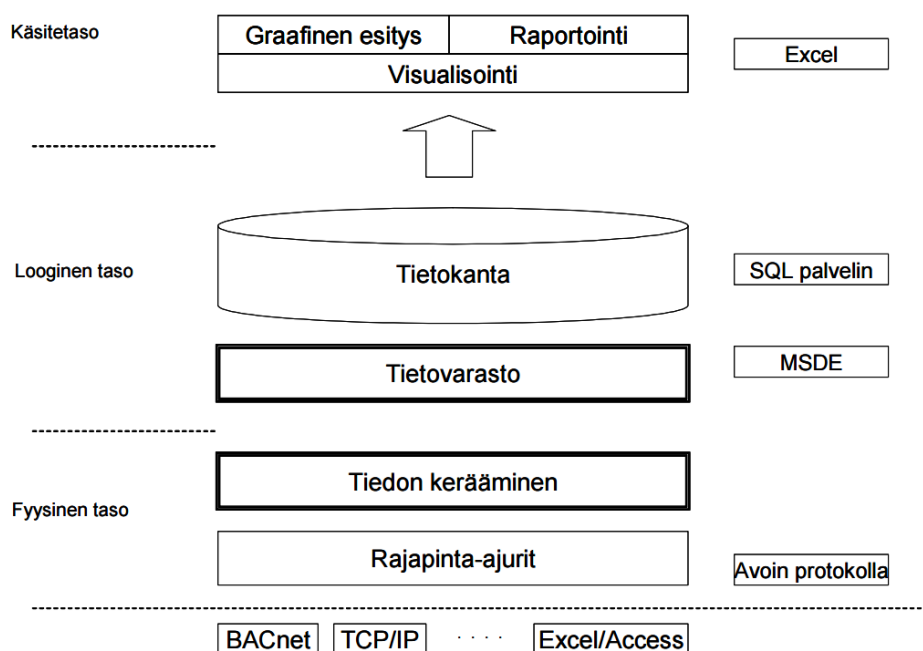 Käsitetaso
Graafinen esitys
Raportointi
Visualisointi
Excel
Looginen taso
Tietokanta
SQL palvelin
Tietovarasto
MSDE
Fyysinen taso
Tiedon kerääminen
Rajapinta-ajurit
Avoin protokolla
BACnet
TCP/IP
. . . .
Excel/Access